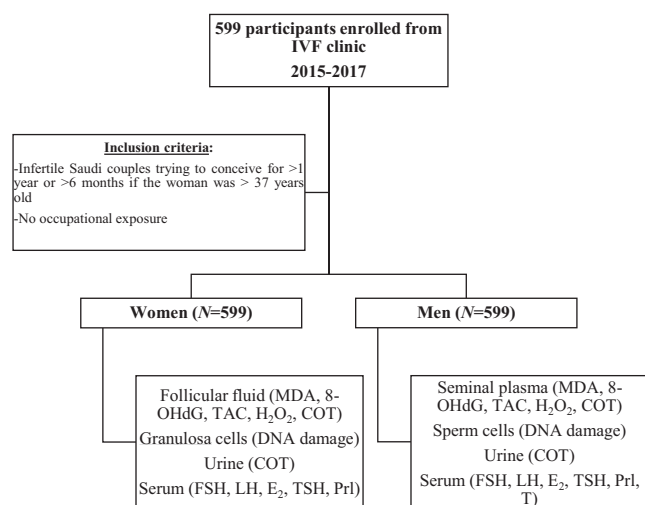 599 participants enrolled from
IVF clinic
2015-2017
Inclusion criteria:
-Infertile Saudi couples trying to conceive for >1
year or >6 months if the woman was > 37 years
old
-No occupational exposure
Women (N=599)
Men (N=599)
Follicular fluid (MDA, 8-
OHdG, TAC, H₂O₂, COT)
Granulosa cells (DNA damage)
Urine (COT)
Serum (FSH, LH, E₂, TSH, Prl)
Seminal plasma (MDA, 8-
OHdG, TAC, H₂O₂, COT)
Sperm cells (DNA damage)
Urine (COT)
Serum (FSH, LH, E₂, TSH, Prl,
T)